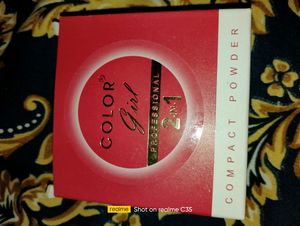 COLOR®
Girl
PROFESSIONAL
2 IN 1
COMPACT POWDER
realme Shot on realme C35